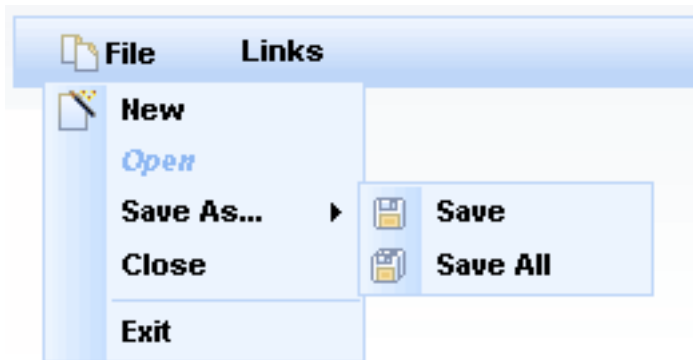 File Links
New
Open
Save As... Save
Close Save All
Exit